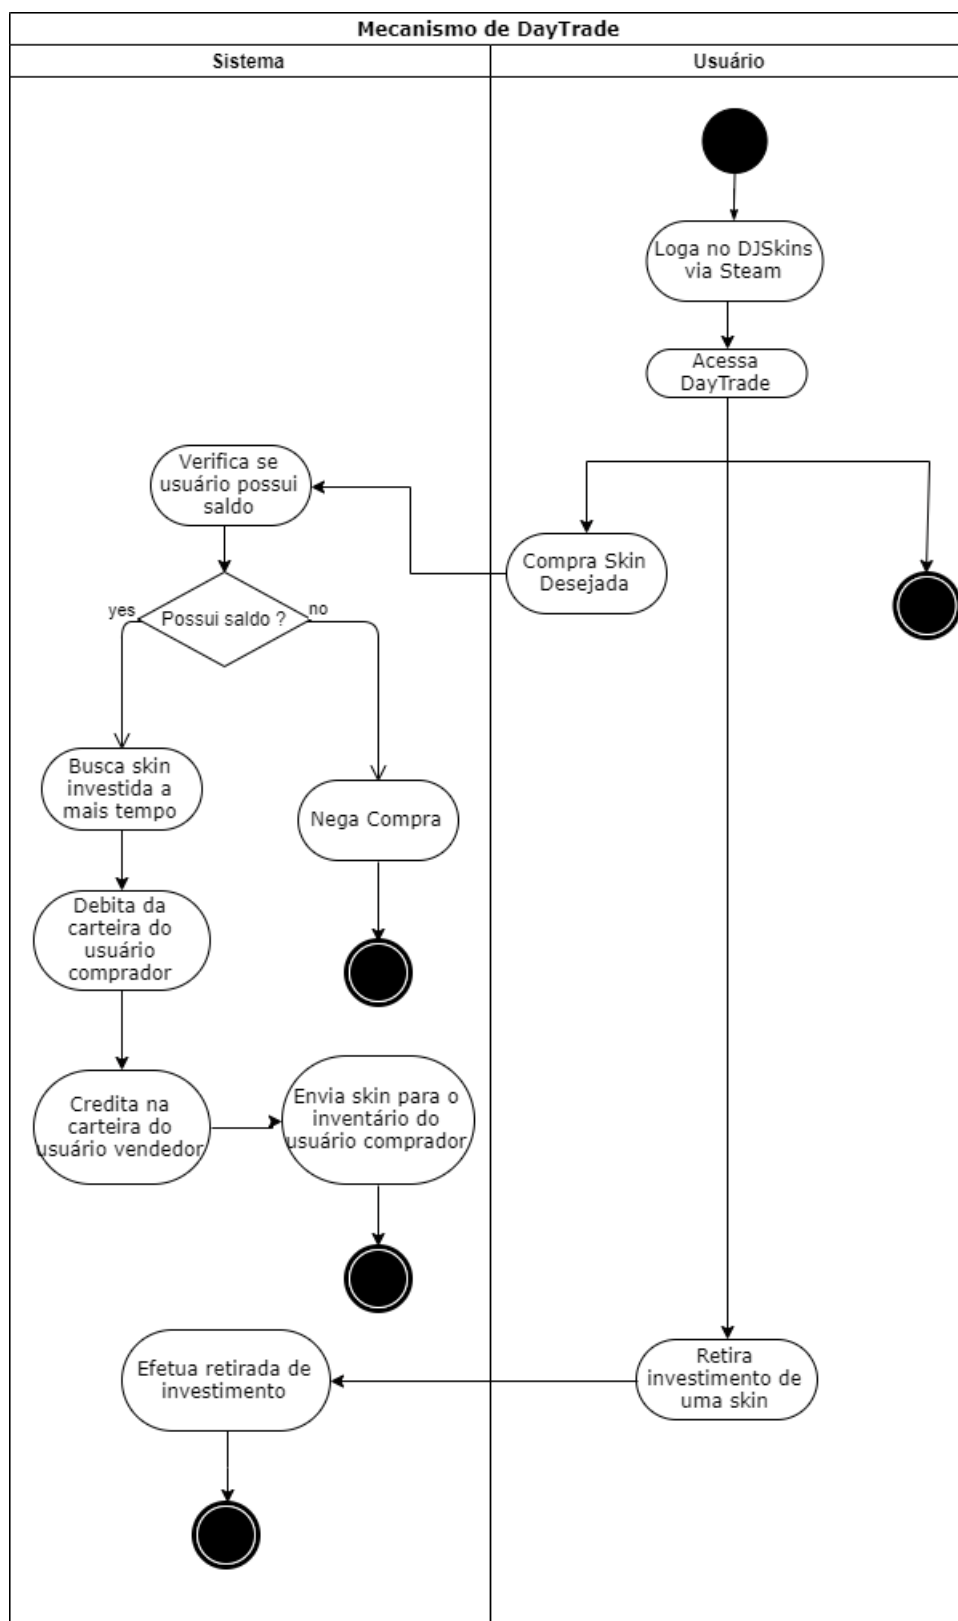 Mecanismo de DayTrade
Sistema
Usuário
Loga no DJSkins
via Steam
Acessa
DayTrade
Verifica se
usuário possui
saldo
Compra Skin
Desejada
yes
Possui saldo ?
no
Busca skin
investida a
mais tempo
Nega Compra
Debita da
carteira do
usuário
comprador
Credita na
carteira do
usuário vendedor
Envia skin para o
inventário do
usuário comprador
Efetua retirada de
investimento
Retira
investimento de
uma skin